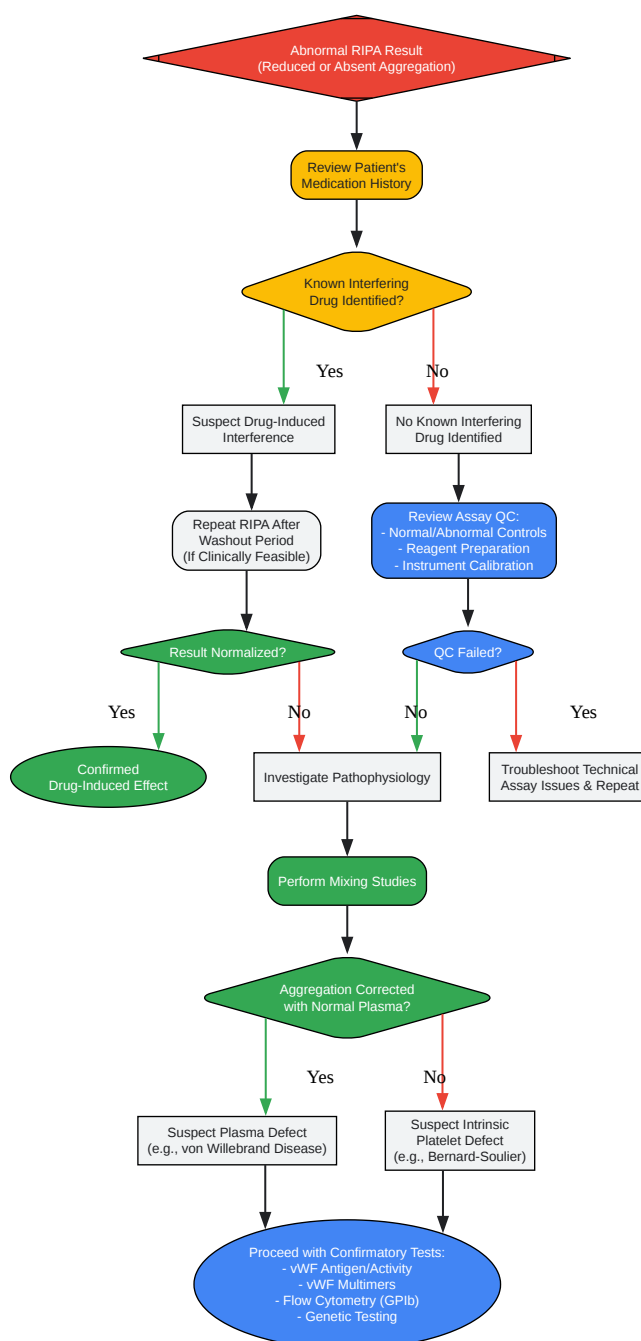 Abnormal RIPA Result
(Reduced or Absent Aggregation)
Review Patient's
Medication History
Known Interfering
Drug Identified?
Yes
No
Suspect Drug-Induced
Interference
No Known Interfering
Drug Identified
Repeat RIPA After
Washout Period
(If Clinically Feasible)
Review Assay QC:
- Normal/Abnormal Controls
- Reagent Preparation
- Instrument Calibration
Result Normalized?
QC Failed?
Yes
No
No
Yes
Confirmed
Drug-Induced Effect
Investigate Pathophysiology
Troubleshoot Technical
Assay Issues & Repeat
Perform Mixing Studies
Aggregation Corrected
with Normal Plasma?
Yes
No
Suspect Plasma Defect
(e.g., von Willebrand Disease)
Suspect Intrinsic
Platelet Defect
(e.g., Bernard-Soulier)
Proceed with Confirmatory Tests:
- vWF Antigen/Activity
- vWF Multimers
- Flow Cytometry (GPIb)
- Genetic Testing